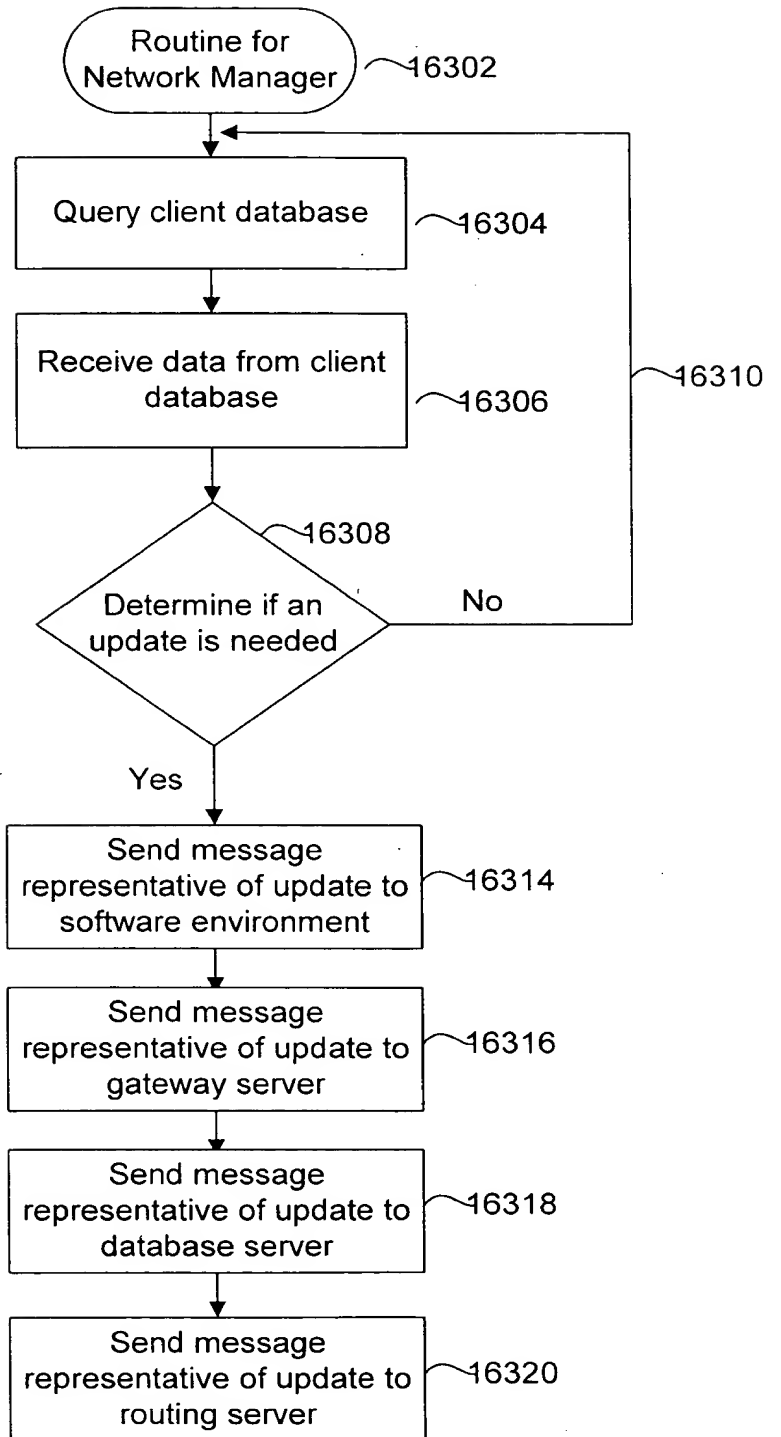 Routine for
Network Manager
16302
Query client database
16304
Receive data from client
database
16306
16310
16308
Determine if an
update is needed
No
Yes
Send message
representative of update to
software environment
16314
Send message
representative of update to
gateway server
16316
Send message
representative of update to
database server
16318
Send message
representative of update to
routing server
16320